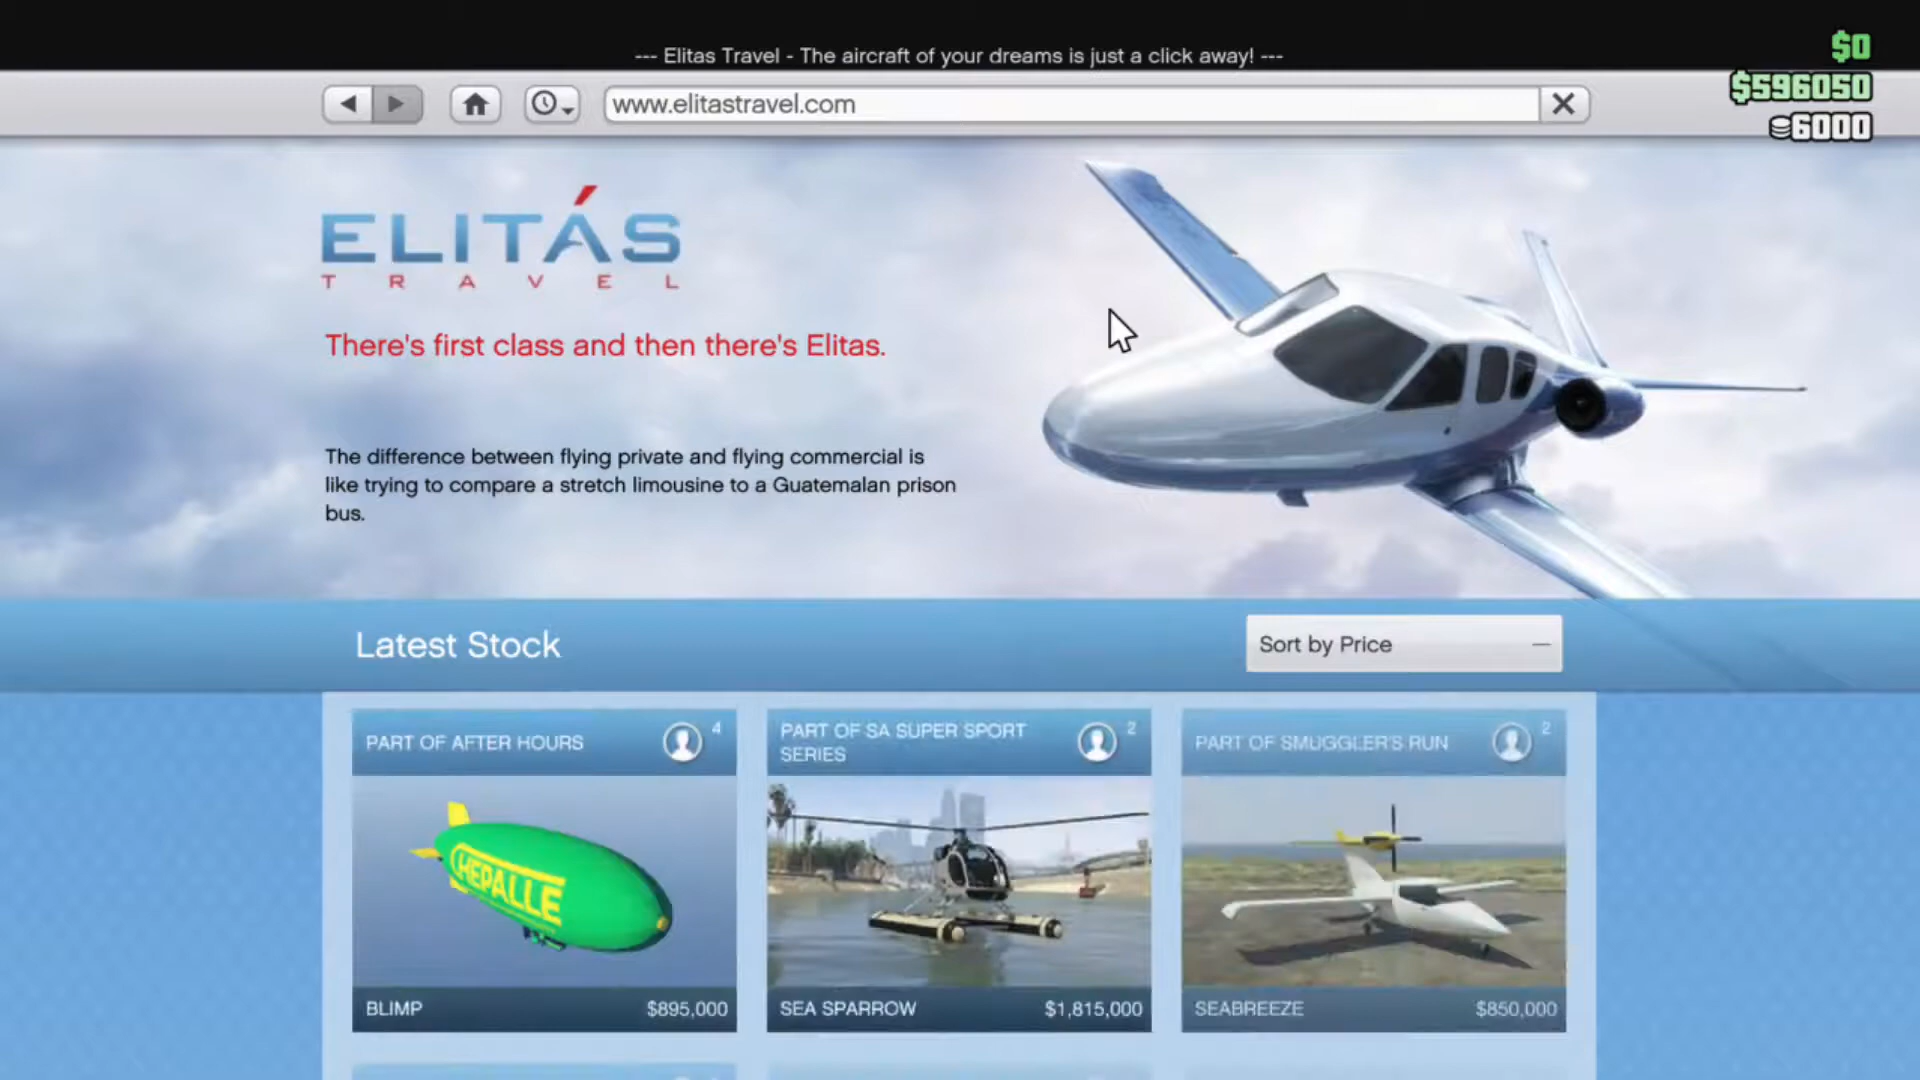 --- Elitas Travel - The aircraft of your dreams is just a click away! ---
$0
$596050
6000
www.elitastravel.com
ELITÁS
TRAVEL
There's first class and then there's Elitas.
The difference between flying private and flying commercial is
like trying to compare a stretch limousine to a Guatemalan prison
bus.
Latest Stock
Sort by Price
PART OF AFTER HOURS
4
PART OF SA SUPER SPORT
SERIES
2
PART OF SMUGGLER'S RUN
2
HEPALLE
BLIMP
$895,000
SEA SPARROW
$1,815,000
SEABREEZE
$850,000